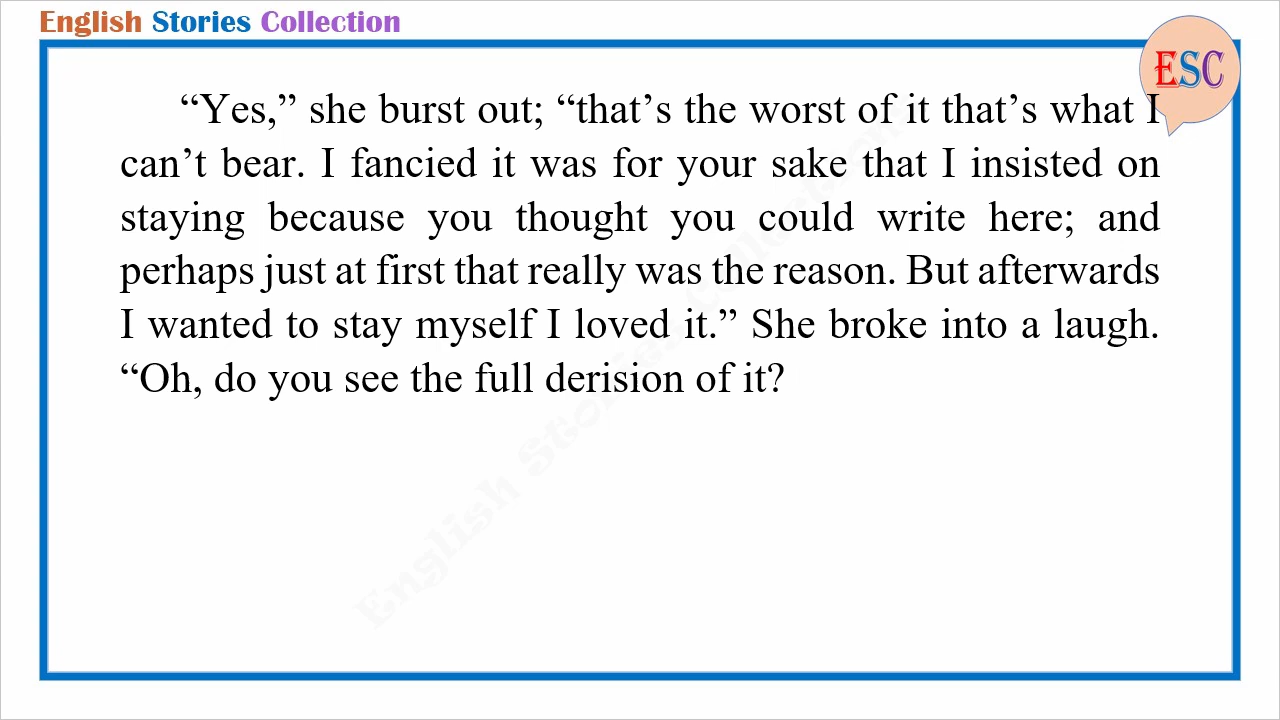 English Stories Collection
ESC
“Yes,” she burst out; “that’s the worst of it that’s what I
can’t bear. I fancied it was for your sake that I insisted on
staying because you thought you could write here; and
perhaps just at first that really was the reason. But afterwards
I wanted to stay myself I loved it.” She broke into a laugh.
“Oh, do you see the full derision of it?
English Stories Collection